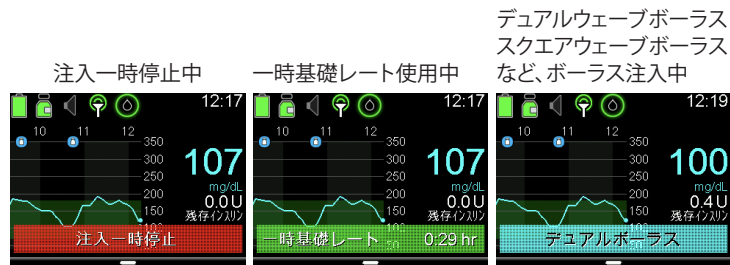 注入一時停止中
12:17
10 11 12
350
300
250
200
150
107
mg/dL
0.0 U
残存インスリン
注入一時停止
一時基礎レート使用中
12:17
10 11 12
350
300
250
200
150
107
mg/dL
0.0 U
残存インスリン
一時基礎レート 0:29 hr
デュアルウェーブボーラス
スクエアウェーブボーラス
など、ボーラス注入中
12:19
10 11 12
350
300
250
200
150
100
mg/dL
0.4 U
残存インスリン
デュアルボーラス